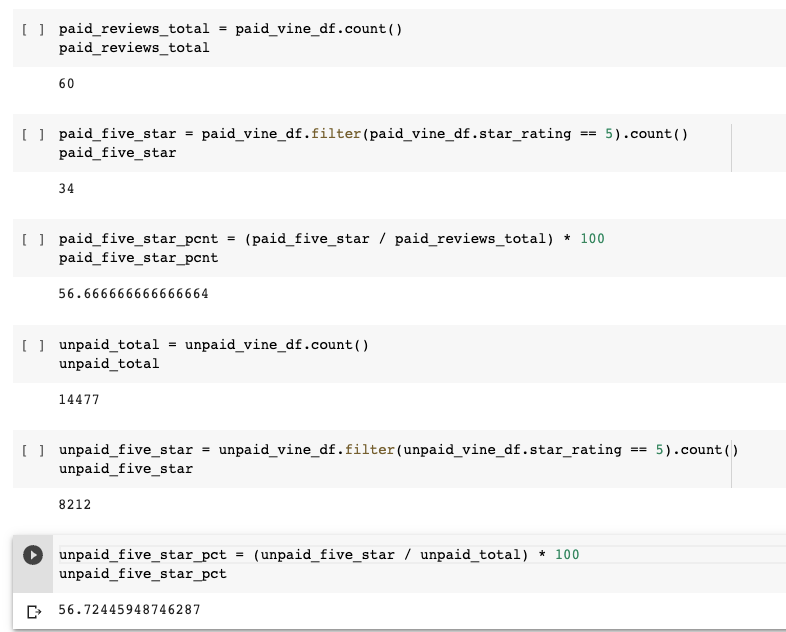 [ ] paid_reviews_total = paid_vine_df.count()
paid_reviews_total
60
[ ] paid_five_star = paid_vine_df.filter(paid_vine_df.star_rating == 5).count()
paid_five_star
34
[ ] paid_five_star_pcnt = (paid_five_star / paid_reviews_total) * 100
paid_five_star_pcnt
56.666666666666664
[ ] unpaid_total = unpaid_vine_df.count()
unpaid_total
14477
[ ] unpaid_five_star = unpaid_vine_df.filter(unpaid_vine_df.star_rating == 5).count()
unpaid_five_star
8212
unpaid_five_star_pct = (unpaid_five_star / unpaid_total) * 100
unpaid_five_star_pct
56.72445948746287